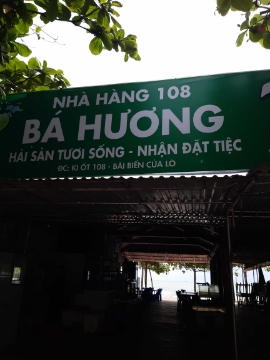 NHÀ HÀNG 108
BÁ HƯƠNG
HẢI SẢN TƯƠI SỐNG - NHẬN ĐẶT TIỆC
ĐC: KI ỐT 108 - BÃI BIỂN CỬA LÒ